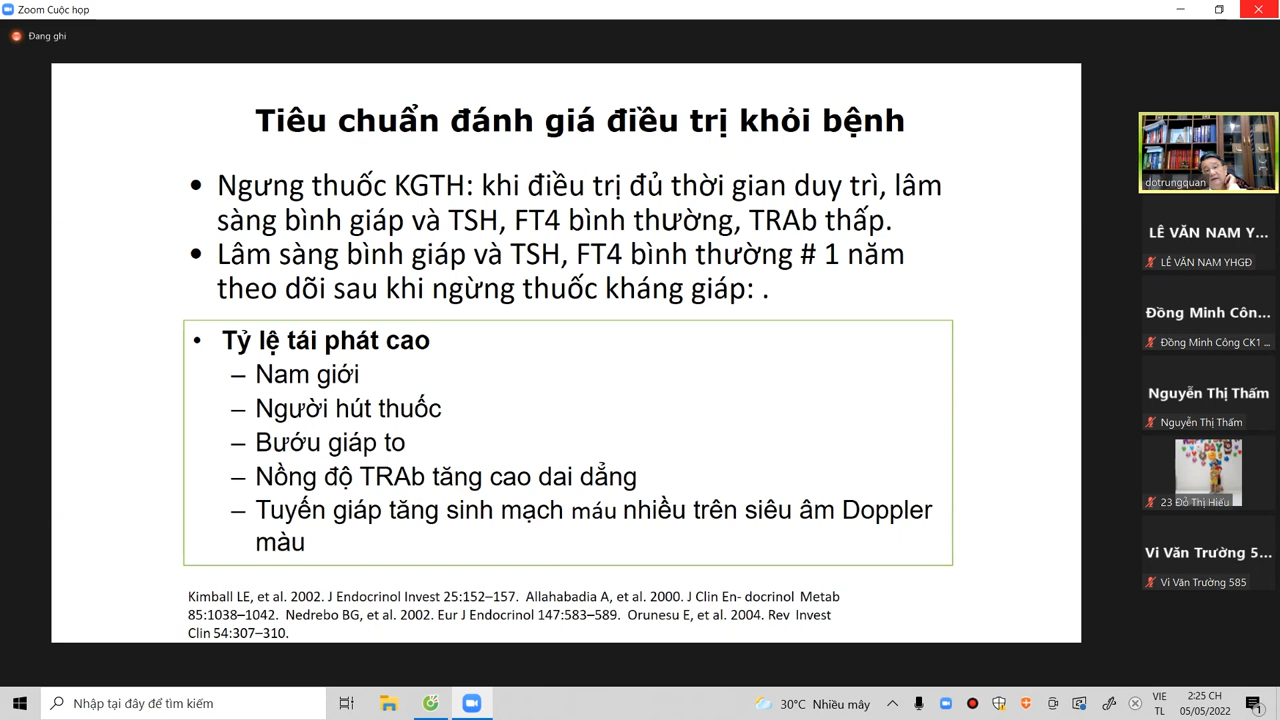 Zoom Cuộc họp
Đang ghi
Tiêu chuẩn đánh giá điều trị khỏi bệnh
• Ngưng thuốc KGTH: khi điều trị đủ thời gian duy trì, lâm
sàng bình giáp và TSH, FT4 bình thường, TRAb thấp.
• Lâm sàng bình giáp và TSH, FT4 bình thường # 1 năm
theo dõi sau khi ngừng thuốc kháng giáp: .
• Tỷ lệ tái phát cao
– Nam giới
– Người hút thuốc
– Bướu giáp to
– Nồng độ TRAb tăng cao dai dẳng
– Tuyến giáp tăng sinh mạch máu nhiều trên siêu âm Doppler
màu
Kimball LE, et al. 2002. J Endocrinol Invest 25:152–157. Allahabadia A, et al. 2000. J Clin En- docrinol Metab
85:1038–1042. Nedrebo BG, et al. 2002. Eur J Endocrinol 147:583–589. Orunesu E, et al. 2004. Rev Invest
Clin 54:307–310.
dotrungquan
LÊ VĂN NAM Y...
LÊ VĂN NAM YHGĐ
Đồng Minh Côn...
Đồng Minh Công CK1 ...
Nguyễn Thị Thấm
Nguyễn Thị Thấm
23 Đỗ Thị Hiếu
Vi Văn Trường 5...
Vi Văn Trường 585
Nhập tại đây để tìm kiếm
30°C Nhiều mây
VIE
TL
2:25 CH
05/05/2022
1